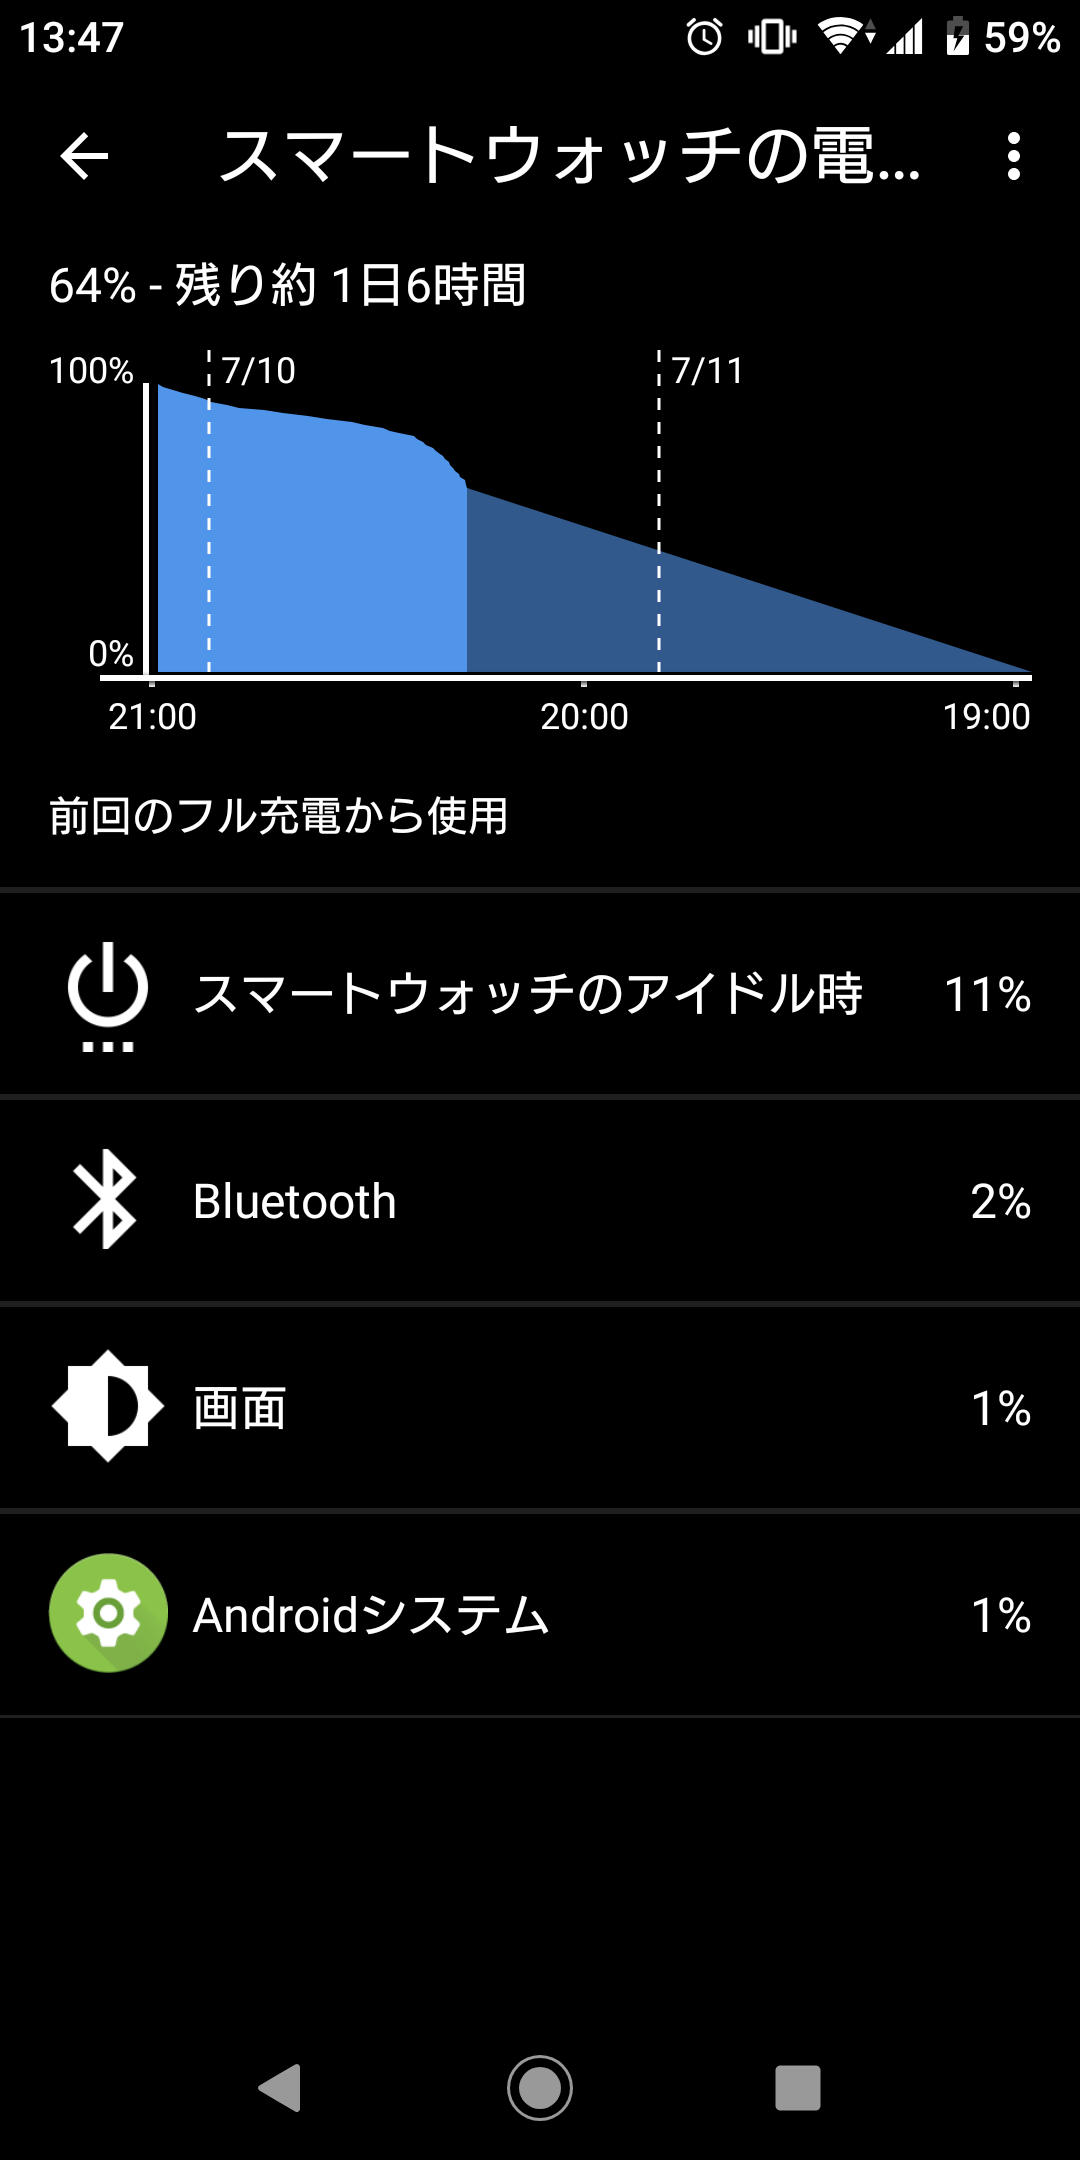 13:47 59%
スマートウォッチの電...
64% - 残り約 1日6時間
100% 7/10 7/11
0%
21:00 20:00 19:00
前回のフル充電から使用
スマートウォッチのアイドル時 11%
Bluetooth 2%
画面 1%
Androidシステム 1%